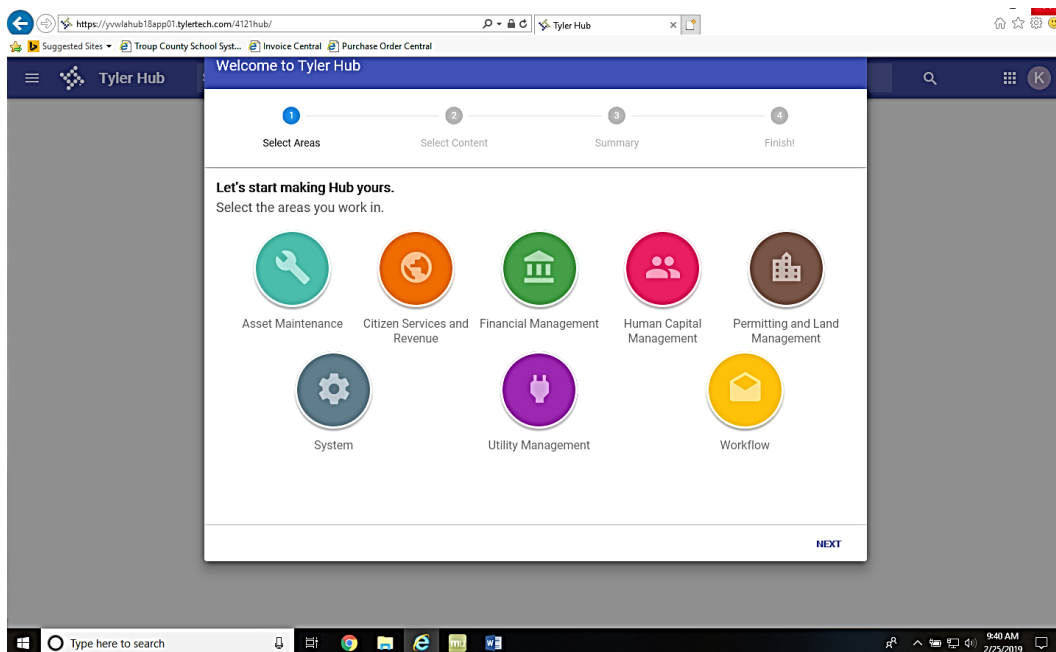 https://yvwlahub18app01.tylertech.com/4121hub/
Tyler Hub
Suggested Sites
Troup County School Syst...
Invoice Central
Purchase Order Central
Tyler Hub
K
Welcome to Tyler Hub
1
2
3
4
Select Areas
Select Content
Summary
Finish!
Let's start making Hub yours.
Select the areas you work in.
Asset Maintenance
Citizen Services and
Revenue
Financial Management
Human Capital
Management
Permitting and Land
Management
System
Utility Management
Workflow
NEXT
Type here to search
9:40 AM
2/25/2019